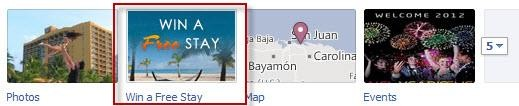 WIN A
Free STAY
San Juan
Baja
Carolina
Bayamón
WELCOME 2012
5
Photos
Win a Free Stay
Map
Events